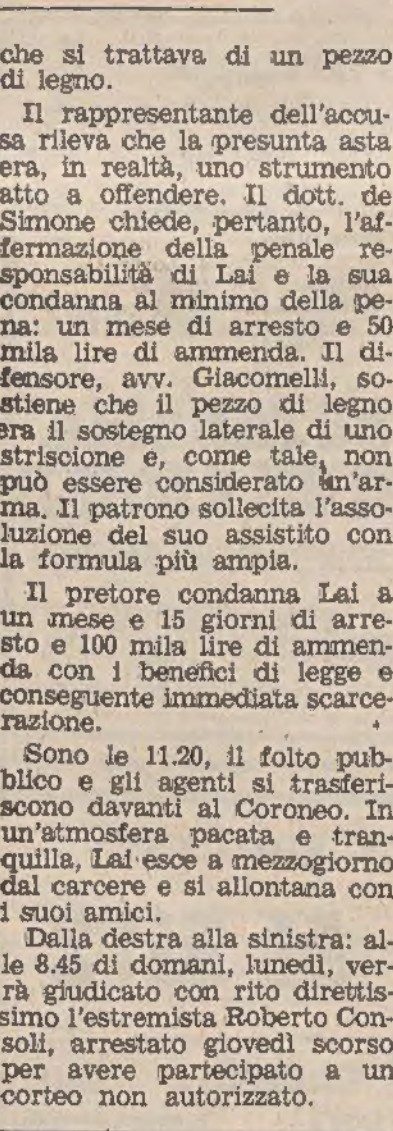 che si trattava di un pezzo
di legno.
Il rappresentante dell'accu-
sa rileva che la presunta asta
era, in realtà, uno strumento
atto a offendere. Il dott. de
Simone chiede, pertanto, l'af-
fermazione della penale re-
sponsabilità di Lai e la sua
condanna al minimo della pe-
na: un mese di arresto e 50
mila lire di ammenda. Il di-
fensore, avv. Giacomelli, so-
stiene che il pezzo di legno
era il sostegno laterale di uno
striscione e, come tale, non
può essere considerato un'ar-
ma. Il patrono sollecita l'asso-
luzione del suo assistito con
la formula più ampia.
Il pretore condanna Lai a
un mese e 15 giorni di arre-
sto e 100 mila lire di ammen-
da con i benefici di legge e
conseguente immediata scarce-
razione.
Sono le 11.20, il folto pub-
blico e gli agenti si trasferi-
scono davanti al Coroneo. In
un'atmosfera pacata e tran-
quilla, Lai esce a mezzogiorno
dal carcere e si allontana con
i suoi amici.
Dalla destra alla sinistra: al-
le 8.45 di domani, lunedì, ver-
rà giudicato con rito direttis-
simo l'estremista Roberto Con-
soli, arrestato giovedì scorso
per avere partecipato a un
corteo non autorizzato.